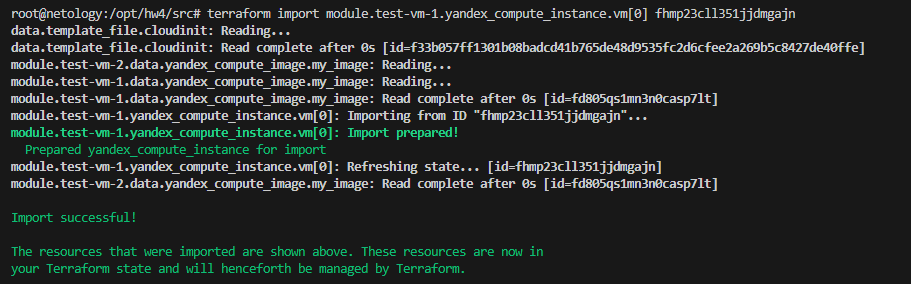 root@netology:/opt/hw4/src# terraform import module.test-vm-1.yandex_compute_instance.vm[0] fhmp23cll351jjdmgajn
data.template_file.cloudinit: Reading...
data.template_file.cloudinit: Read complete after 0s [id=f33b057ff1301b08badcd41b765de48d9535fc2d6cfee2a269b5c8427de40ffe]
module.test-vm-2.data.yandex_compute_image.my_image: Reading...
module.test-vm-1.data.yandex_compute_image.my_image: Reading...
module.test-vm-1.data.yandex_compute_image.my_image: Read complete after 0s [id=fd805qs1mn3n0casp7lt]
module.test-vm-1.yandex_compute_instance.vm[0]: Importing from ID "fhmp23cll351jjdmgajn"...
module.test-vm-1.yandex_compute_instance.vm[0]: Import prepared!
  Prepared yandex_compute_instance for import
module.test-vm-1.yandex_compute_instance.vm[0]: Refreshing state... [id=fhmp23cll351jjdmgajn]
module.test-vm-2.data.yandex_compute_image.my_image: Read complete after 0s [id=fd805qs1mn3n0casp7lt]
Import successful!
The resources that were imported are shown above. These resources are now in
your Terraform state and will henceforth be managed by Terraform.